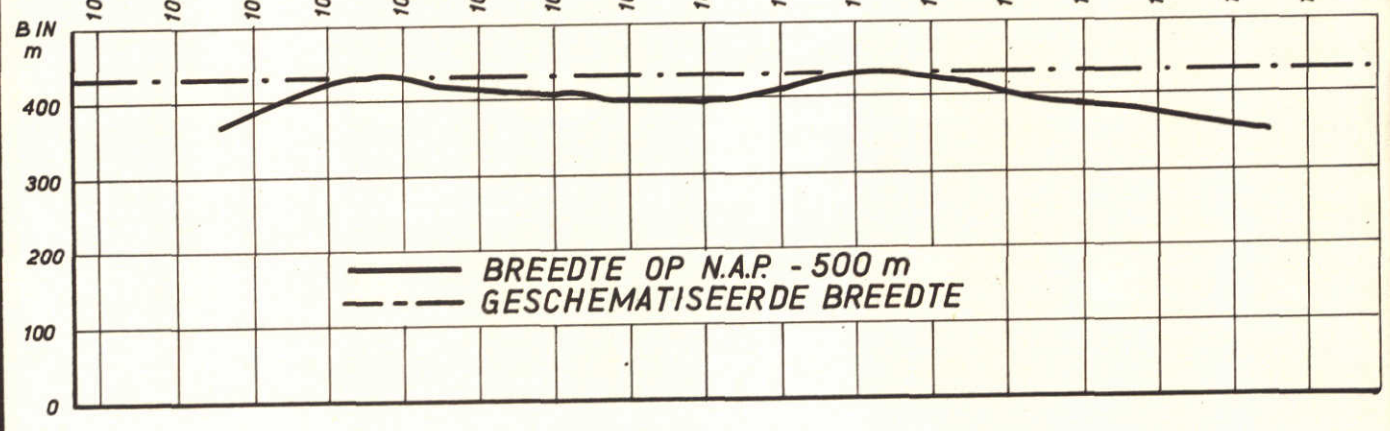 B IN
m
400
300
200
100
0
BREEDTE OP N.A.P. - 500 m
GESCHEMATISEERDE BREEDTE